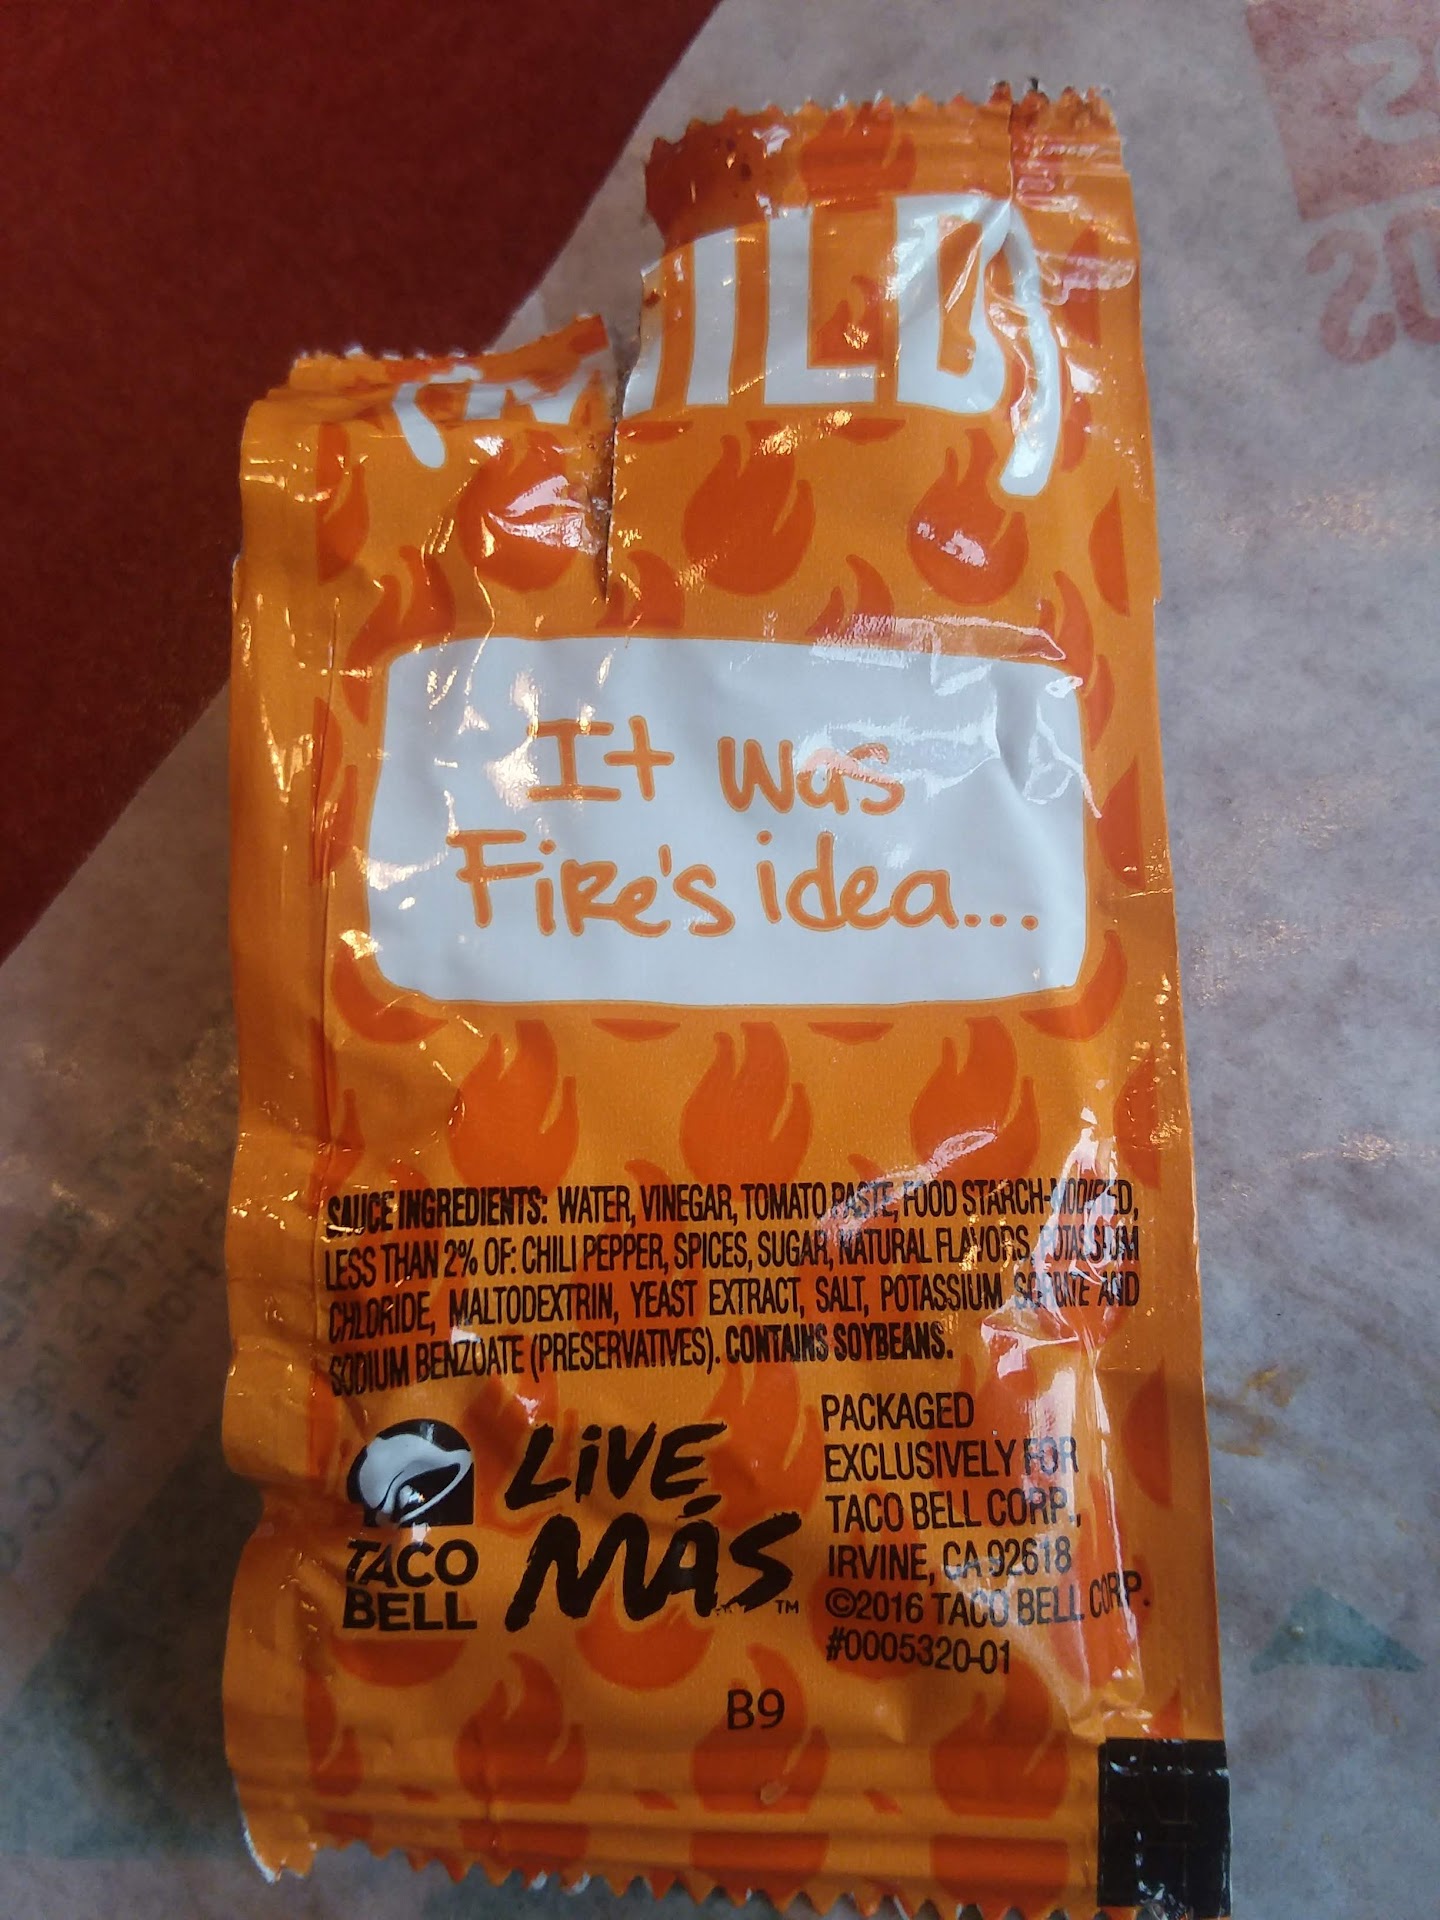 MILD
It was
Fire's idea...
SAUCE INGREDIENTS: WATER, VINEGAR, TOMATO PASTE, FOOD STARCH-MODIFIED,
LESS THAN 2% OF: CHILI PEPPER, SPICES, SUGAR, NATURAL FLAVORS, POTASSIUM
CHLORIDE, MALTODEXTRIN, YEAST EXTRACT, SALT, POTASSIUM SORBATE AND
SODIUM BENZOATE (PRESERVATIVES). CONTAINS SOYBEANS.
TACO
BELL
LIVE
MÁS™
PACKAGED
EXCLUSIVELY FOR
TACO BELL CORP.,
IRVINE, CA 92618
©2016 TACO BELL CORP.
#0005320-01
B9